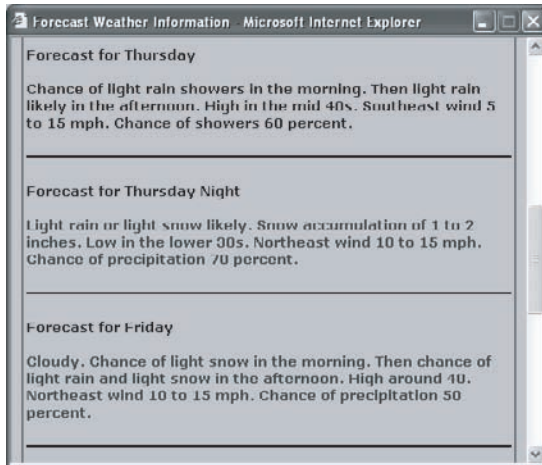 Forecast Weather Information - Microsoft Internet Explorer
Forecast for Thursday
Chance of light rain showers in the morning. Then light rain
likely in the afternoon. High in the mid 40s. Southeast wind 5
to 15 mph. Chance of showers 60 percent.
Forecast for Thursday Night
Light rain or light snow likely. Snow accumulation of 1 to 2
inches. Low in the lower 30s. Northeast wind 10 to 15 mph.
Chance of precipitation 70 percent.
Forecast for Friday
Cloudy. Chance of light snow in the morning. Then chance of
light rain and light snow in the afternoon. High around 40.
Northeast wind 10 to 15 mph. Chance of precipitation 50
percent.